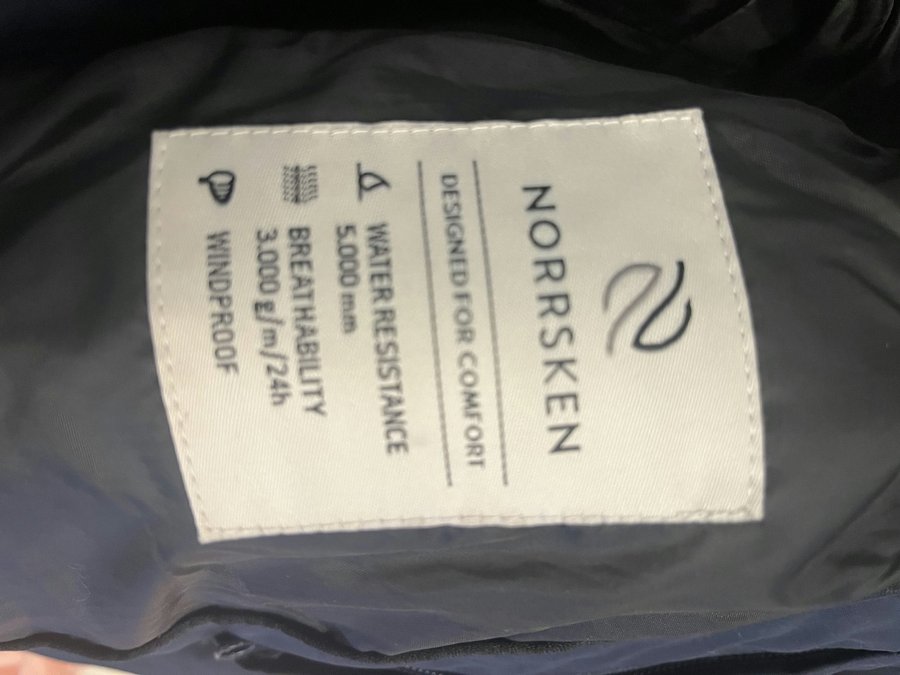 NORRSKEN
DESIGNED FOR COMFORT
WATER RESISTANCE
5.000 mm
BREATHABILITY
3.000 g/m/24h
WINDPROOF